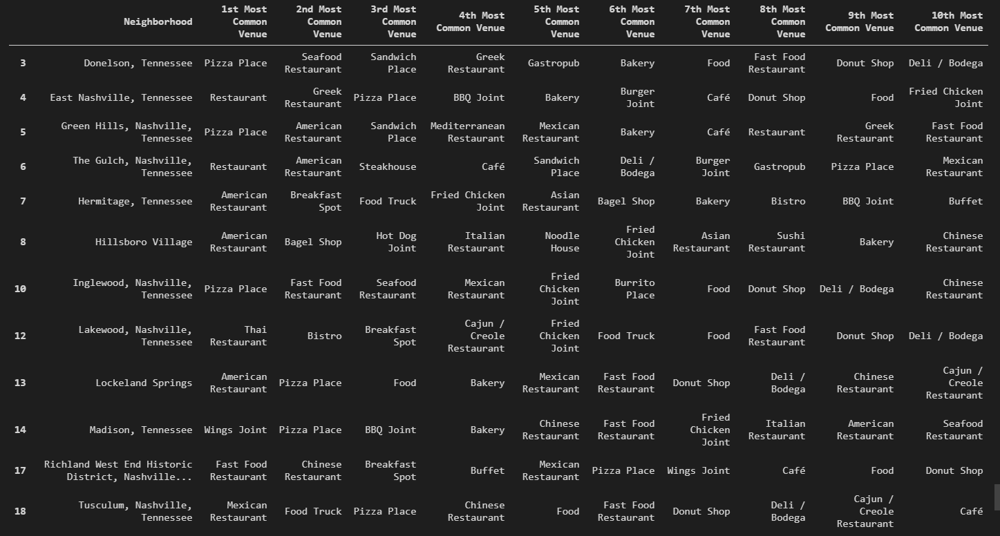 Neighborhood 1st Most Common Venue 2nd Most Common Venue 3rd Most Common Venue 4th Most Common Venue 5th Most Common Venue 6th Most Common Venue 7th Most Common Venue 8th Most Common Venue 9th Most Common Venue 10th Most Common Venue
3 Donelson, Tennessee Pizza Place Seafood Restaurant Sandwich Place Greek Restaurant Gastropub Bakery Food Fast Food Restaurant Donut Shop Deli / Bodega
4 East Nashville, Tennessee Restaurant Greek Restaurant Pizza Place BBQ Joint Bakery Burger Joint Café Donut Shop Food Fried Chicken Joint
5 Green Hills, Nashville, Tennessee Pizza Place American Restaurant Sandwich Place Mediterranean Restaurant Mexican Restaurant Bakery Café Restaurant Greek Restaurant Fast Food Restaurant
6 The Gulch, Nashville, Tennessee Restaurant American Restaurant Steakhouse Café Sandwich Place Deli / Bodega Burger Joint Gastropub Pizza Place Mexican Restaurant
7 Hermitage, Tennessee American Restaurant Breakfast Spot Food Truck Fried Chicken Joint Asian Restaurant Bagel Shop Bakery Bistro BBQ Joint Buffet
8 Hillsboro Village American Restaurant Bagel Shop Hot Dog Joint Italian Restaurant Noodle House Fried Chicken Joint Asian Restaurant Sushi Restaurant Bakery Chinese Restaurant
10 Inglewood, Nashville, Tennessee Pizza Place Fast Food Restaurant Seafood Restaurant Mexican Restaurant Fried Chicken Joint Burrito Place Food Donut Shop Deli / Bodega Chinese Restaurant
12 Lakewood, Nashville, Tennessee Thai Restaurant Bistro Breakfast Spot Cajun / Creole Restaurant Fried Chicken Joint Food Truck Food Fast Food Restaurant Donut Shop Deli / Bodega
13 Lockeland Springs American Restaurant Pizza Place Food Bakery Mexican Restaurant Fast Food Restaurant Donut Shop Deli / Bodega Chinese Restaurant Cajun / Creole Restaurant
14 Madison, Tennessee Wings Joint Pizza Place BBQ Joint Bakery Chinese Restaurant Fast Food Restaurant Fried Chicken Joint Italian Restaurant American Restaurant Seafood Restaurant
17 Richland West End Historic District, Nashville... Fast Food Restaurant Chinese Restaurant Breakfast Spot Buffet Mexican Restaurant Pizza Place Wings Joint Café Food Donut Shop
18 Tusculum, Nashville, Tennessee Mexican Restaurant Food Truck Pizza Place Chinese Restaurant Food Fast Food Restaurant Donut Shop Deli / Bodega Cajun / Creole Restaurant Café